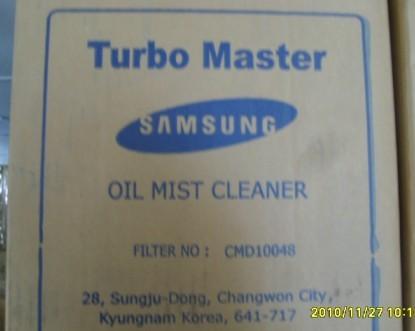 Turbo Master
SAMSUNG
OIL MIST CLEANER
FILTER NO : CMD10048
28, Sungju-Dong, Changwon City,
Kyungnam Korea, 641-717
2010/11/27 10:1